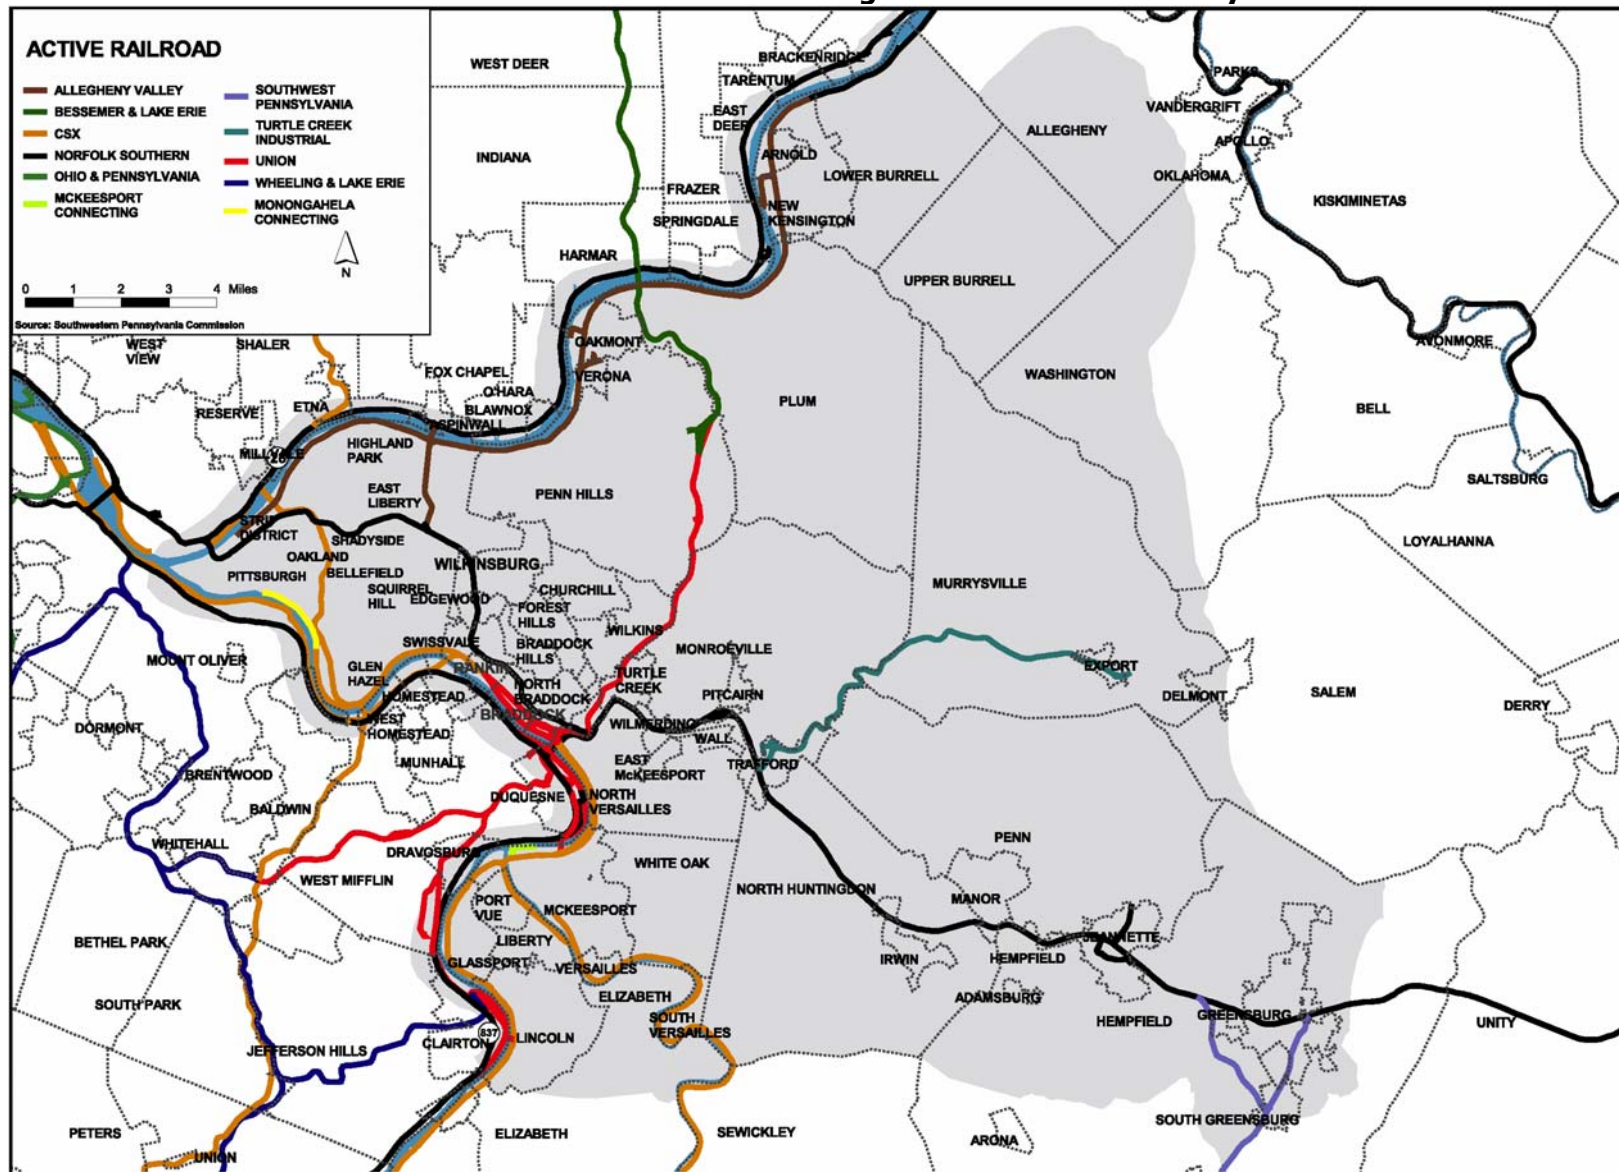 ACTIVE RAILROAD
ALLEGHENY VALLEY
BESSEMER & LAKE ERIE
CSX
NORFOLK SOUTHERN
OHIO & PENNSYLVANIA
MCKEESPORT
CONNECTING
SOUTHWEST
PENNSYLVANIA
TURTLE CREEK
INDUSTRIAL
UNION
WHEELING & LAKE ERIE
MONONGAHELA
CONNECTING
N
0 1 2 3 4 Miles
Source: Southwestern Pennsylvania Commission
WEST DEER
BRACKENRIDGE
TARENTUM
EAST
DEER
PARKS
VANDERGRIFT
APOLLO
OKLAHOMA
ALLEGHENY
INDIANA
ARNOLD
LOWER BURRELL
FRAZER
SPRINGDALE
NEW
KENSINGTON
KISKIMINETAS
HARMAR
UPPER BURRELL
WEST
VIEW
SHALER
OAKMONT
AVONMORE
FOX CHAPEL
VERONA
WASHINGTON
O'HARA
RESERVE
ETNA
BLAWNOX
ASPINWALL
PLUM
BELL
MILLVALE
28
HIGHLAND
PARK
EAST
LIBERTY
PENN HILLS
SALTSBURG
STRIP
DISTRICT
SHADYSIDE
OAKLAND
LOYALHANNA
PITTSBURGH
BELLEFIELD
WILKINSBURG
SQUIRREL
HILL
EDGEWOOD
CHURCHILL
MURRYSVILLE
FOREST
HILLS
WILKINS
SWISSVALE
BRADDOCK
HILLS
MONROEVILLE
MOUNT OLIVER
GLEN
HAZEL
RANKIN
TURTLE
CREEK
EXPORT
HOMESTEAD
NORTH
BRADDOCK
PITCAIRN
DELMONT
SALEM
DERRY
DORMONT
WEST
HOMESTEAD
BRADDOCK
WILMERDING
WALL
MUNHALL
EAST
McKEESPORT
TRAFFORD
BRENTWOOD
BALDWIN
DUQUESNE
NORTH
VERSAILLES
WHITEHALL
DRAVOSBURG
PENN
WEST MIFFLIN
WHITE OAK
NORTH HUNTINGDON
MANOR
PORT
VUE
MCKEESPORT
BETHEL PARK
LIBERTY
JEANNETTE
GLASSPORT
VERSAILLES
IRWIN
HEMPFIELD
SOUTH PARK
ELIZABETH
ADAMSBURG
SOUTH
VERSAILLES
HEMPFIELD
GREENSBURG
UNITY
837
CLAIRTON
LINCOLN
JEFFERSON HILLS
PETERS
UNION
ELIZABETH
SEWICKLEY
ARONA
SOUTH GREENSBURG